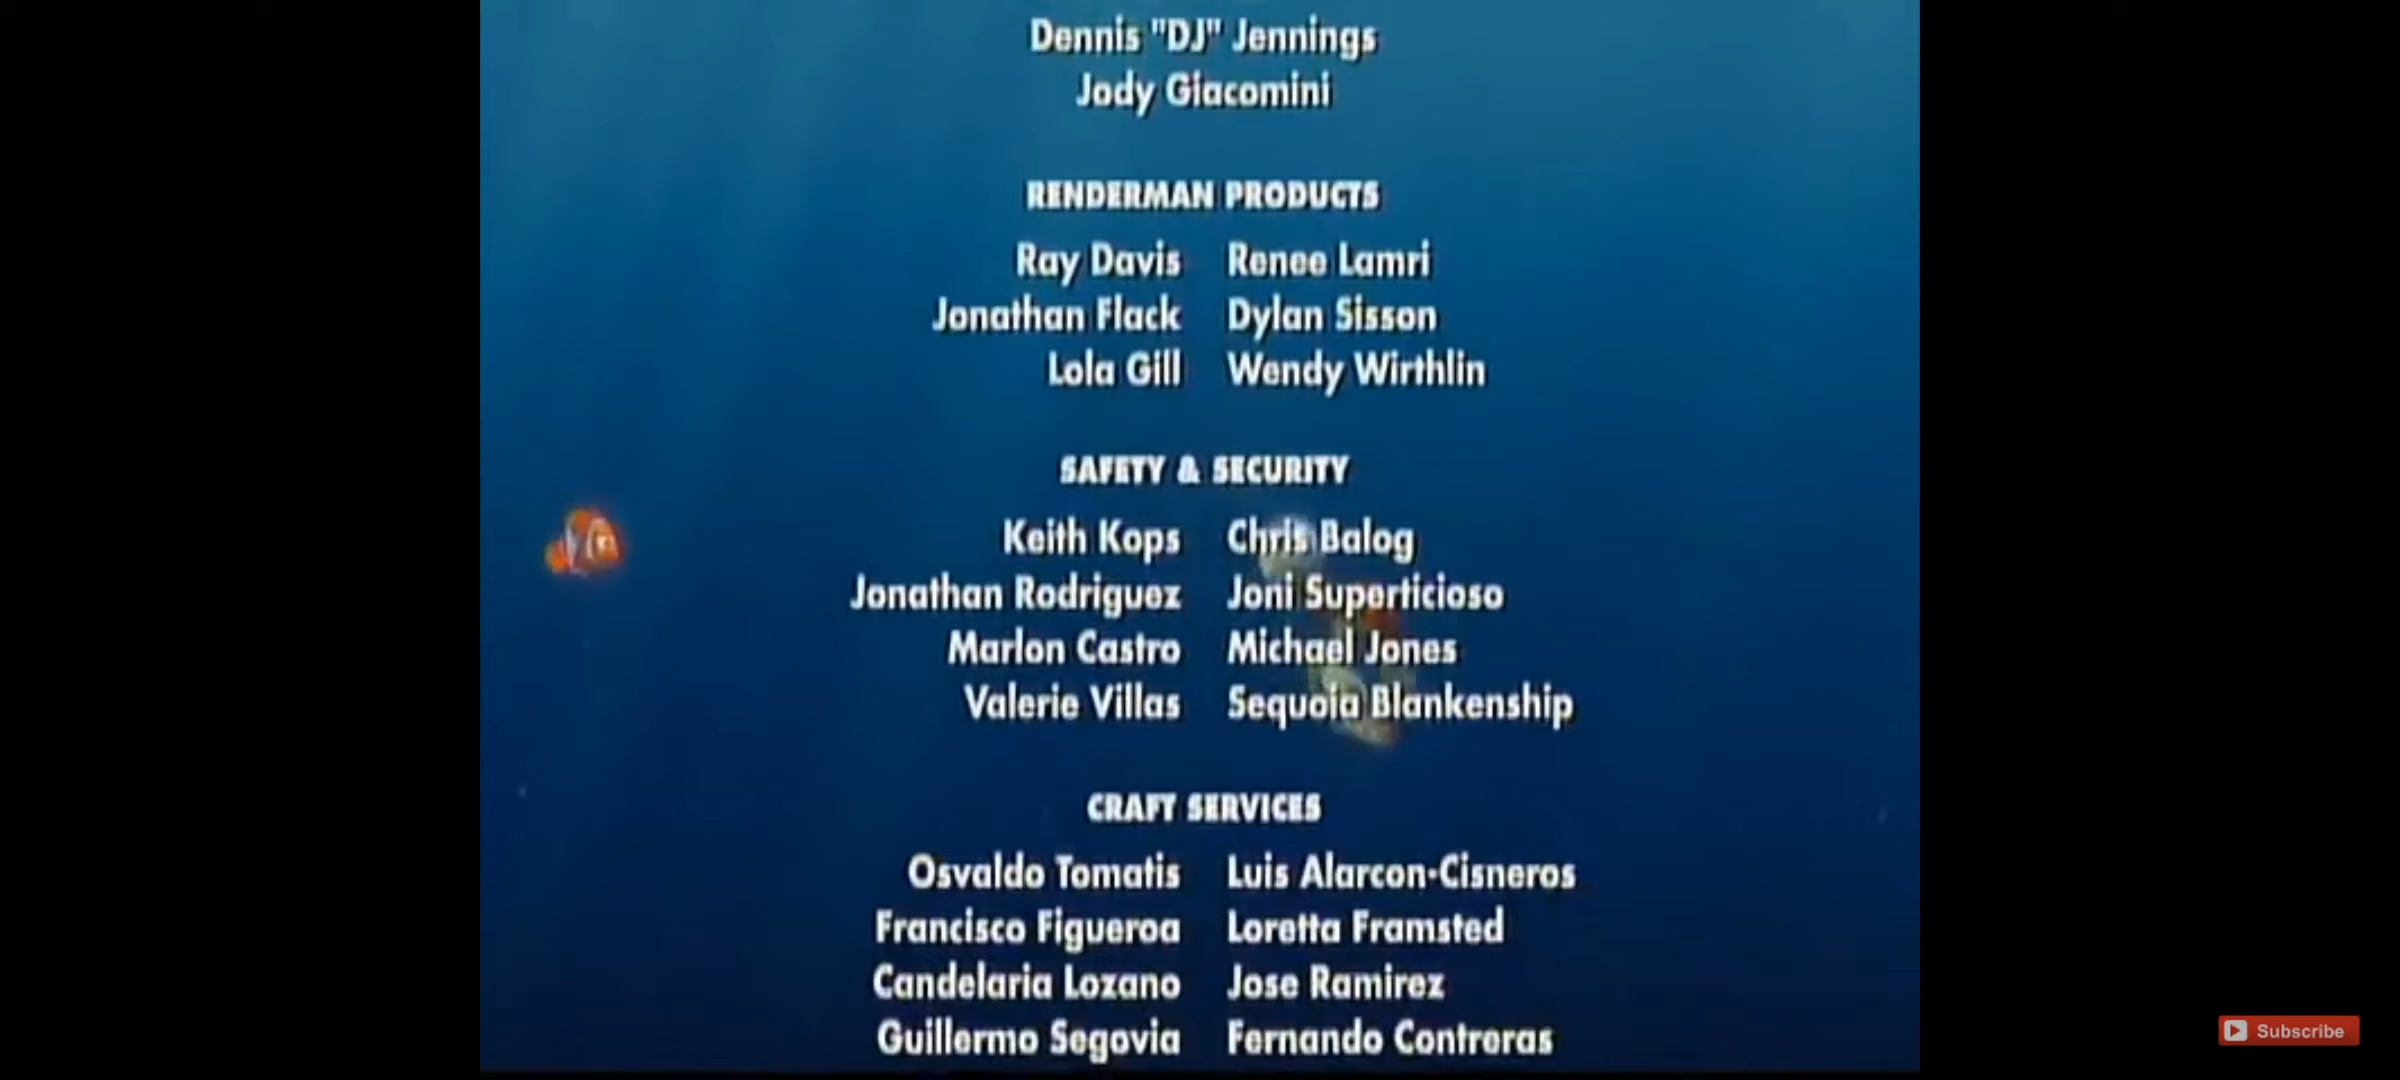 Dennis "DJ" Jennings
Jody Giacomini
RENDERMAN PRODUCTS
Ray Davis Renee Lamri
Jonathan Flack Dylan Sisson
Lola Gill Wendy Wirthlin
SAFETY & SECURITY
Keith Kops Chris Balog
Jonathan Rodriguez Joni Superticioso
Marlon Castro Michael Jones
Valerie Villas Sequoia Blankenship
CRAFT SERVICES
Osvaldo Tomatis Luis Alarcon-Cisneros
Francisco Figueroa Loretta Framsted
Candelaria Lozano Jose Ramirez
Guillermo Segovia Fernando Contreras
Subscribe